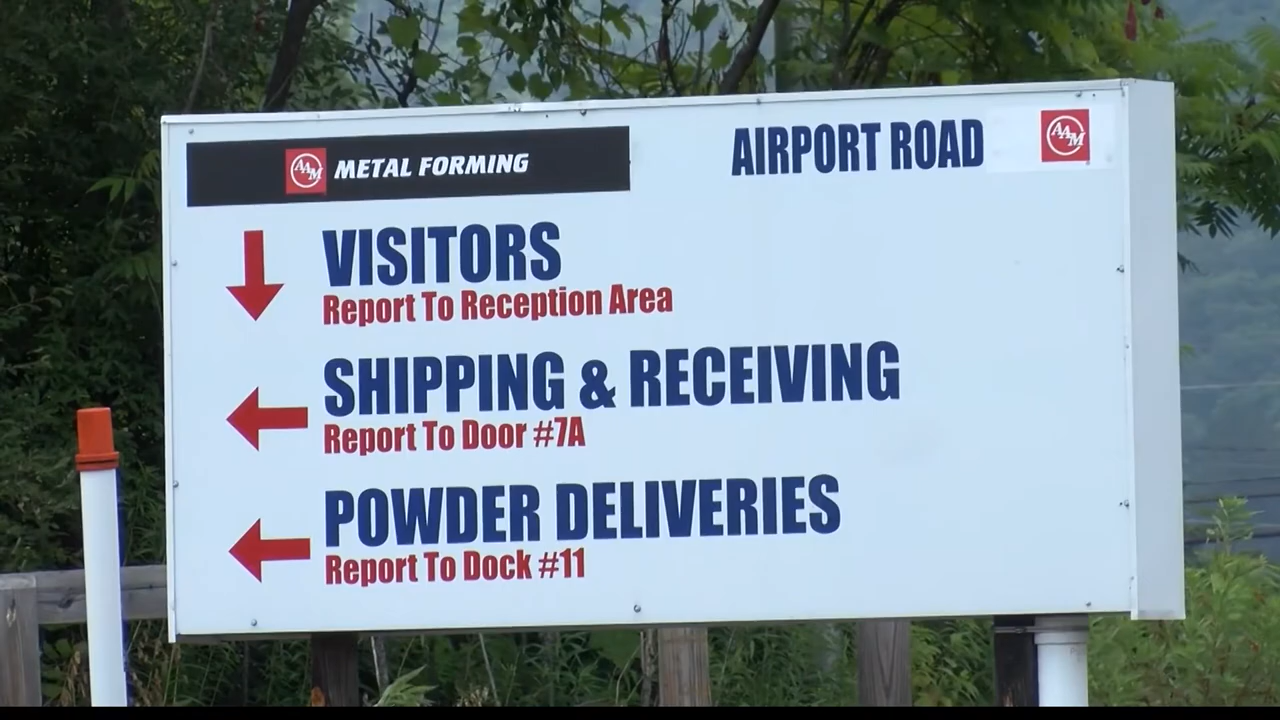 AAM METAL FORMING
AIRPORT ROAD AAM
VISITORS
Report To Reception Area
SHIPPING & RECEIVING
Report To Door #7A
POWDER DELIVERIES
Report To Dock #11